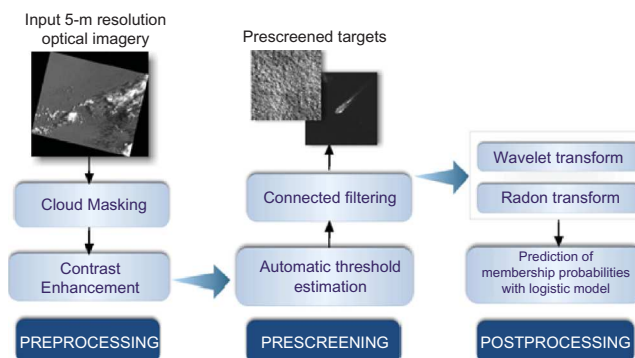 Input 5-m resolution
optical imagery
Cloud Masking
Contrast
Enhancement
PREPROCESSING
Prescreened targets
Connected filtering
Automatic threshold
estimation
PRESCREENING
Wavelet transform
Radon transform
Prediction of
membership probabilities
with logistic model
POSTPROCESSING